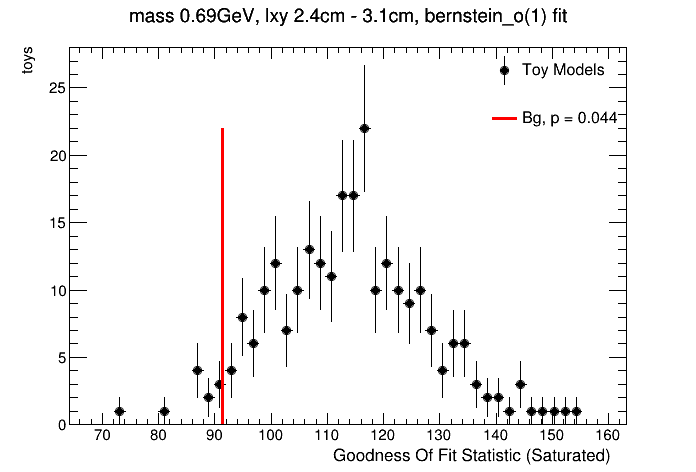 mass 0.69GeV, lxy 2.4cm - 3.1cm, bernstein_o(1) fit
toys
Toy Models
Bg, p = 0.044
25
20
15
10
5
0
70 80 90 100 110 120 130 140 150 160
Goodness Of Fit Statistic (Saturated)